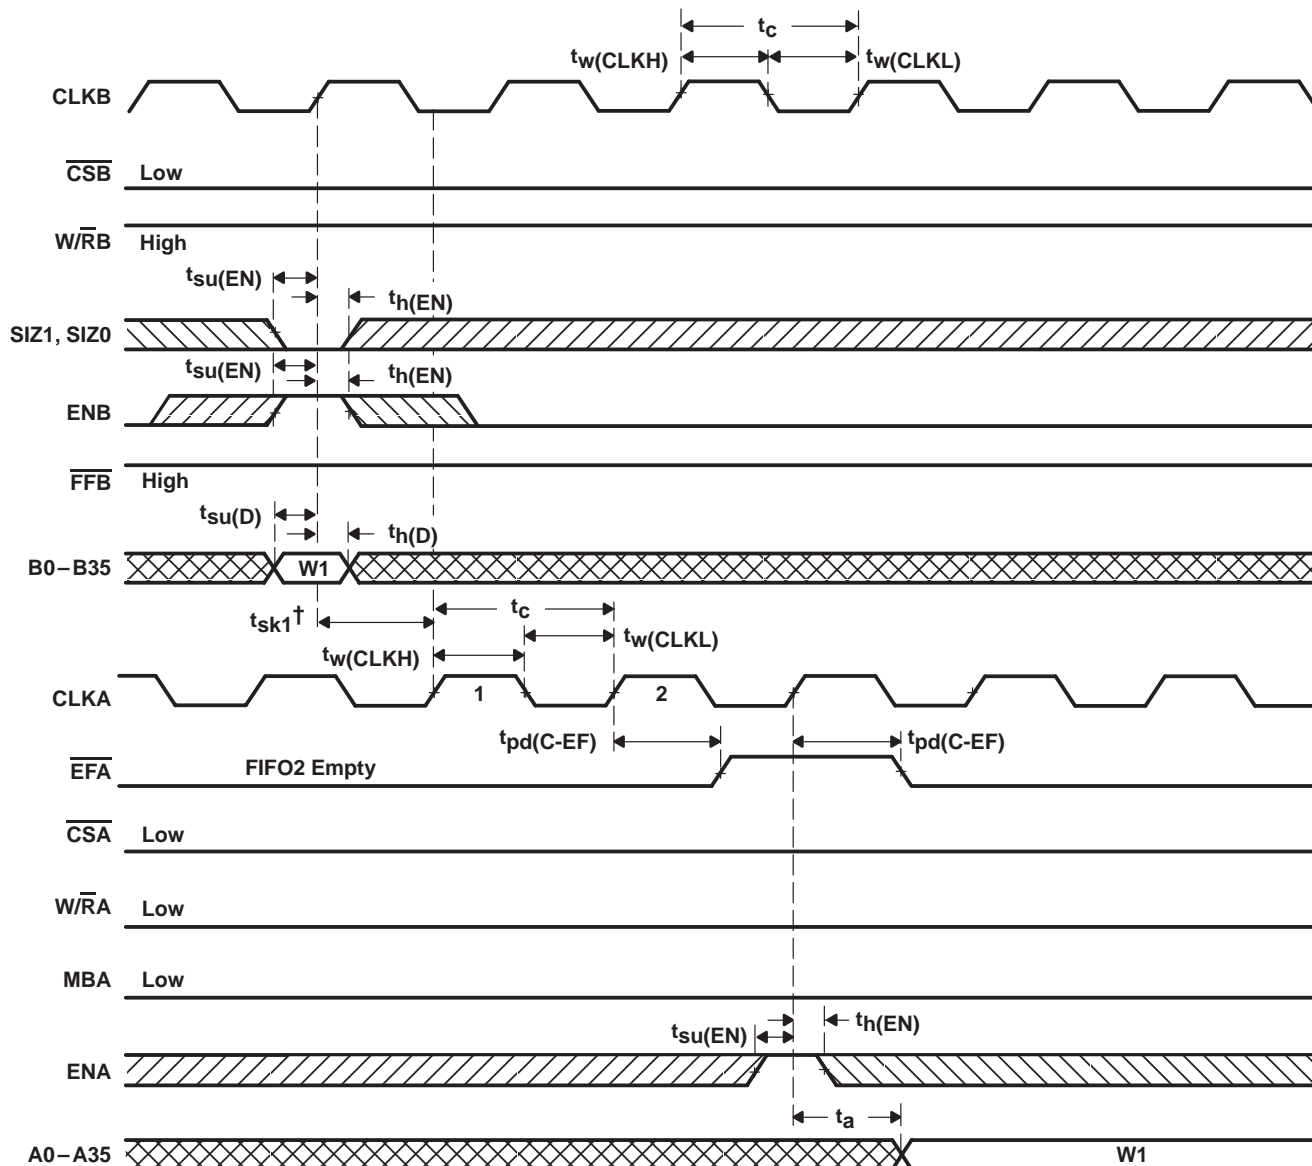 tc
tw(CLKH)
tw(CLKL)
CLKB
CSB
Low
W/RB
High
tsu(EN)
th(EN)
SIZ1, SIZ0
tsu(EN)
th(EN)
ENB
FFB
High
tsu(D)
th(D)
B0–B35
W1
tsk1†
tc
tw(CLKL)
tw(CLKH)
CLKA
1
2
tpd(C-EF)
tpd(C-EF)
EFA
FIFO2 Empty
CSA
Low
W/RA
Low
MBA
Low
tsu(EN)
th(EN)
ENA
ta
A0–A35
W1